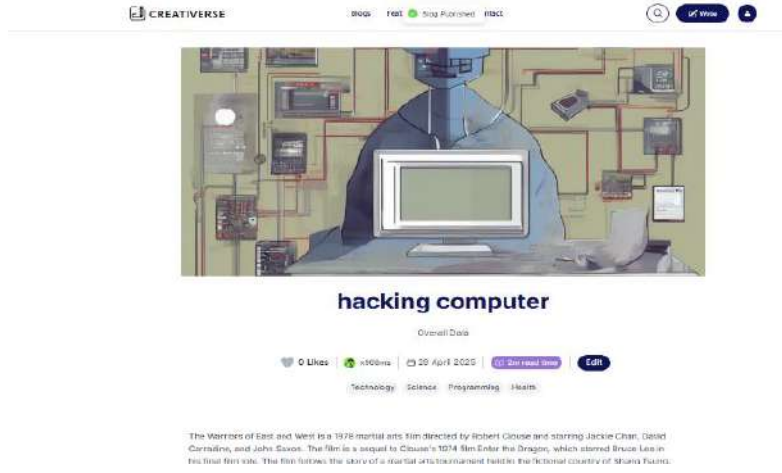 CREATIVERSE
Blogs
Blog Published
Write
hacking computer
Overall Data
0 Likes
28 April 2025
2m read time
Edit
Technology Science Programming Health
The Warriors of East and West is a 1978 martial arts film directed by Robert Clouse and starring Jackie Chan, David
Carradine, and John Saxon. The film is a sequel to Clouse's 1974 film Enter the Dragon, which starred Bruce Lee in
his final film role. The film follows the story of a martial arts tournament held in the fictional country of Shang